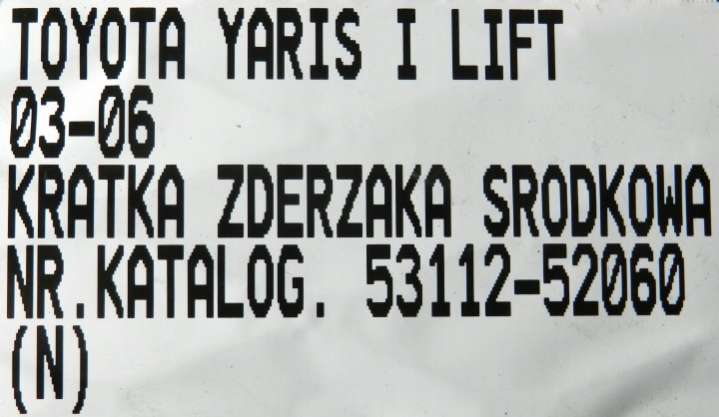 TOYOTA YARIS I LIFT
03-06
KRATKA ZDERZAKA SRODKOWA
NR.KATALOG. 53112-52060
(N)